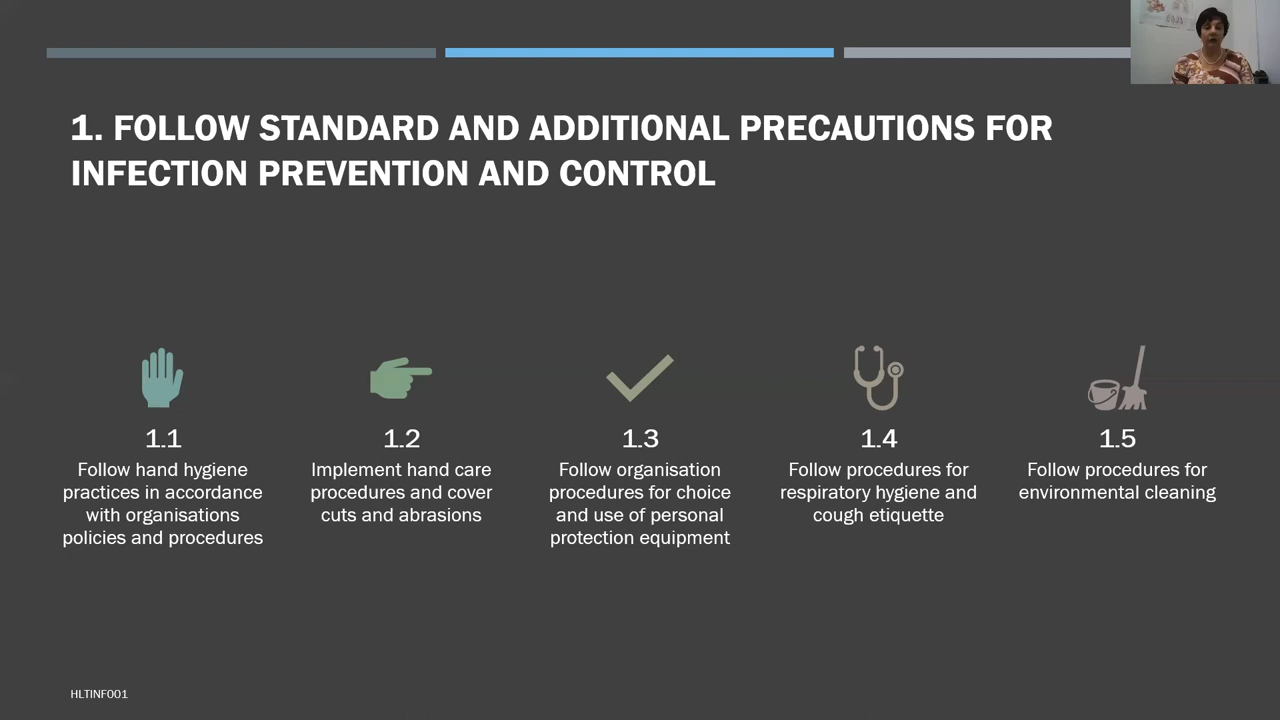 1. FOLLOW STANDARD AND ADDITIONAL PRECAUTIONS FOR
INFECTION PREVENTION AND CONTROL
1.1
Follow hand hygiene
practices in accordance
with organisations
policies and procedures
1.2
Implement hand care
procedures and cover
cuts and abrasions
1.3
Follow organisation
procedures for choice
and use of personal
protection equipment
1.4
Follow procedures for
respiratory hygiene and
cough etiquette
1.5
Follow procedures for
environmental cleaning
HLTINF001